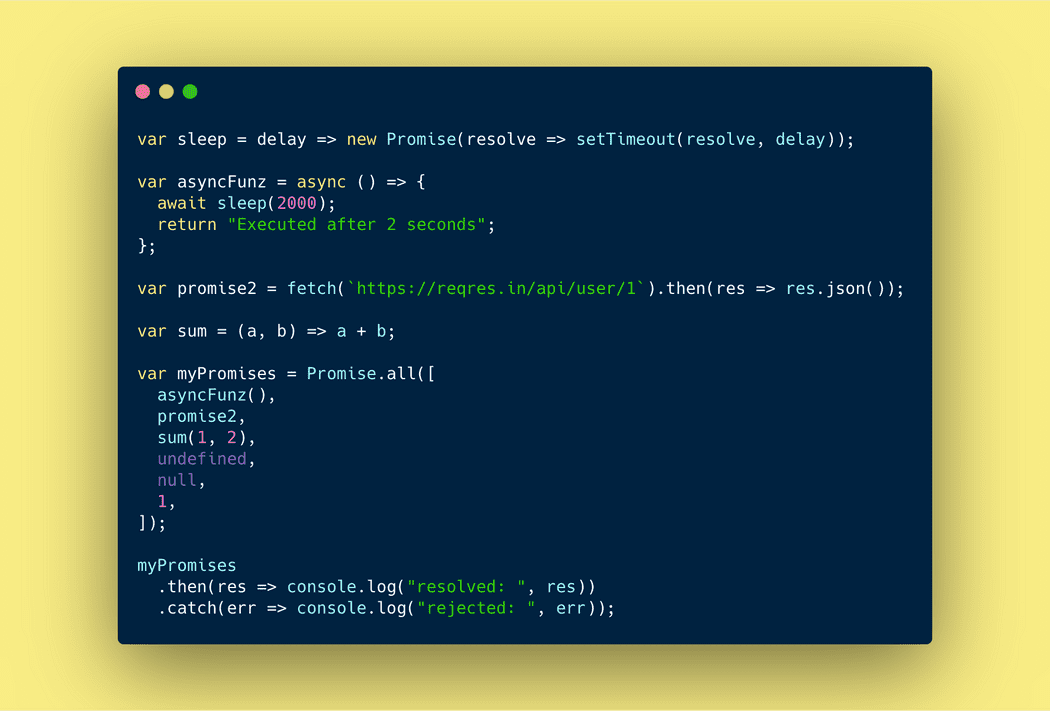 var sleep = delay => new Promise(resolve => setTimeout(resolve, delay));
var asyncFunz = async () => {
  await sleep(2000);
  return "Executed after 2 seconds";
};
var promise2 = fetch(`https://reqres.in/api/user/1`).then(res => res.json());
var sum = (a, b) => a + b;
var myPromises = Promise.all([
  asyncFunz(),
  promise2,
  sum(1, 2),
  undefined,
  null,
  1,
]);
myPromises
  .then(res => console.log("resolved: ", res))
  .catch(err => console.log("rejected: ", err));